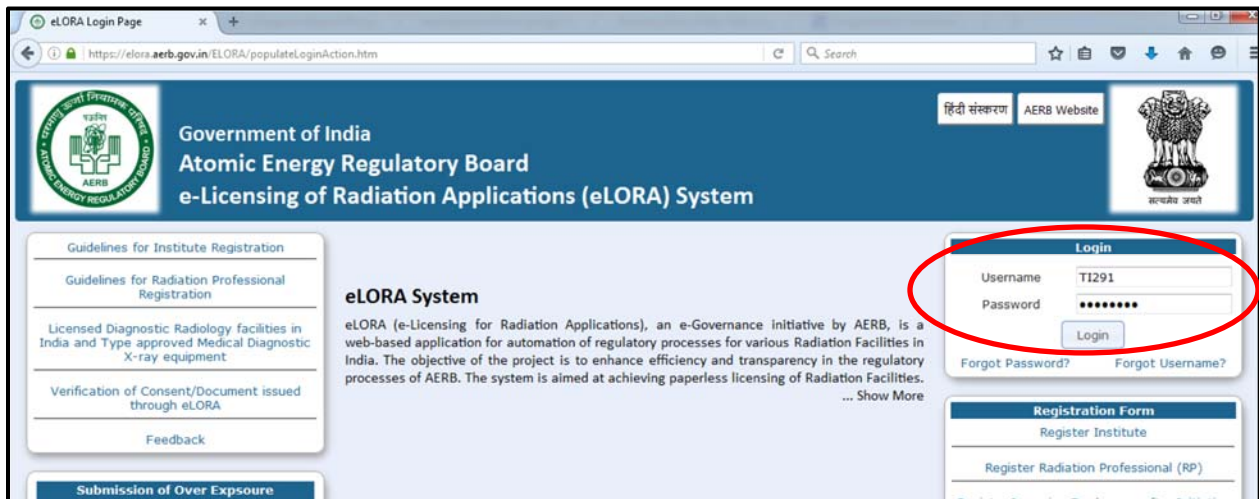 eLORA Login Page
https://elora.aerb.gov.in/ELORA/populateLoginAction.htm
Search
हिंदी संस्करण
AERB Website
AERB
Government of India
Atomic Energy Regulatory Board
e-Licensing of Radiation Applications (eLORA) System
सत्यमेव जयते
Guidelines for Institute Registration
Guidelines for Radiation Professional
Registration
Licensed Diagnostic Radiology facilities in
India and Type approved Medical Diagnostic
X-ray equipment
Verification of Consent/Document issued
through eLORA
Feedback
Submission of Over Expsoure
eLORA System
eLORA (e-Licensing for Radiation Applications), an e-Governance initiative by AERB, is a
web-based application for automation of regulatory processes for various Radiation Facilities in
India. The objective of the project is to enhance efficiency and transparency in the regulatory
processes of AERB. The system is aimed at achieving paperless licensing of Radiation Facilities.
... Show More
Login
Username TI291
Password
Login
Forgot Password? Forgot Username?
Registration Form
Register Institute
Register Radiation Professional (RP)